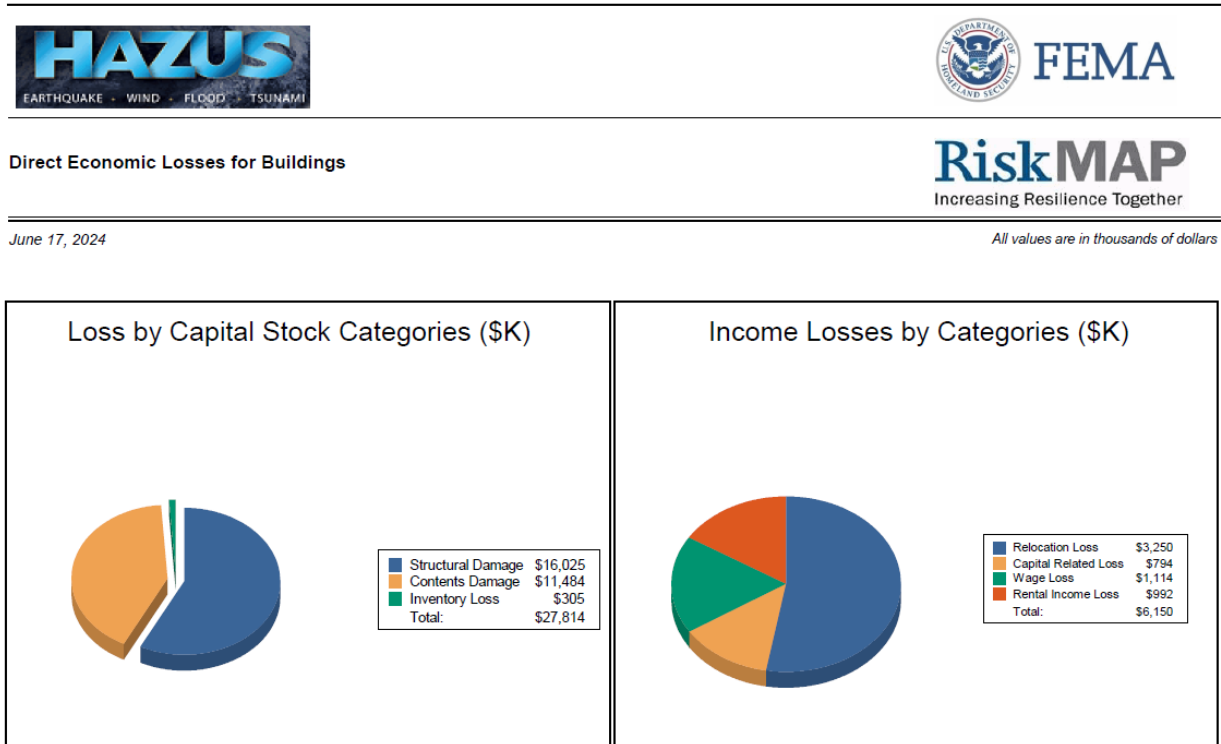 HAZUS
EARTHQUAKE - WIND - FLOOD - TSUNAMI
U.S. DEPARTMENT OF HOMELAND SECURITY
FEMA
Direct Economic Losses for Buildings
RiskMAP
Increasing Resilience Together
June 17, 2024
All values are in thousands of dollars
Loss by Capital Stock Categories ($K)
Structural Damage $16,025
Contents Damage $11,484
Inventory Loss $305
Total: $27,814
Income Losses by Categories ($K)
Relocation Loss $3,250
Capital Related Loss $794
Wage Loss $1,114
Rental Income Loss $992
Total: $6,150